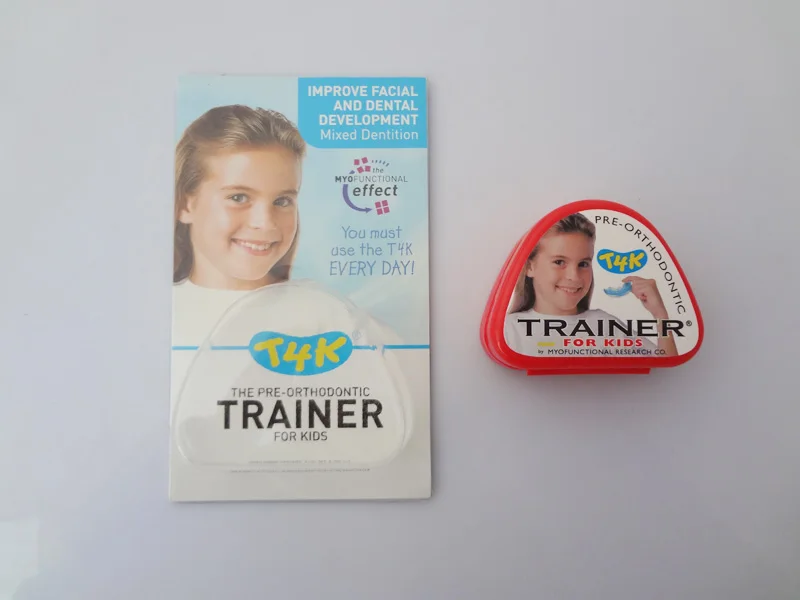 IMPROVE FACIAL
AND DENTAL
DEVELOPMENT
Mixed Dentition
the
MYOFUNCTIONAL
effect
You must
use the T4K
EVERY DAY!
T4K
THE PRE-ORTHODONTIC
TRAINER
FOR KIDS
PRE-ORTHODONTIC
T4K
TRAINER®
FOR KIDS
by MYOFUNCTIONAL RESEARCH CO.